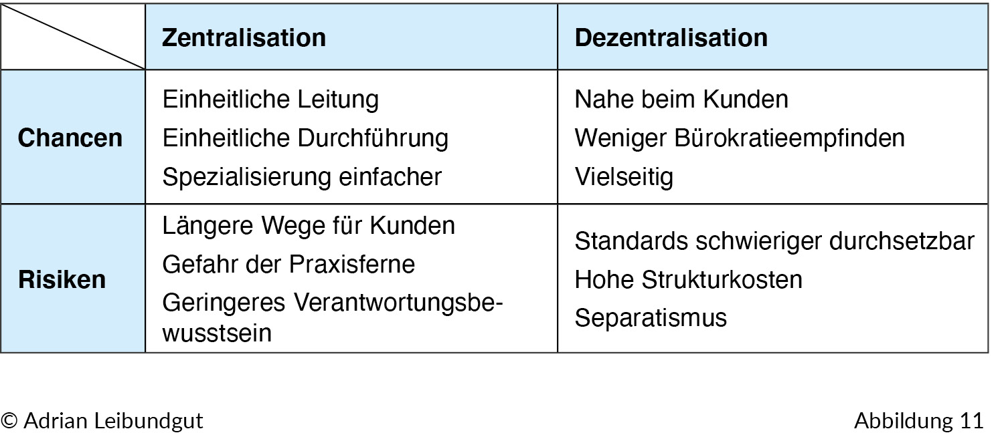 Zentralisation
Dezentralisation
Chancen
Einheitliche Leitung
Einheitliche Durchführung
Spezialisierung einfacher
Nahe beim Kunden
Weniger Bürokratieempfinden
Vielseitig
Risiken
Längere Wege für Kunden
Gefahr der Praxisferne
Geringeres Verantwortungsbe-
wusstsein
Standards schwieriger durchsetzbar
Hohe Strukturkosten
Separatismus
© Adrian Leibundgut
Abbildung 11